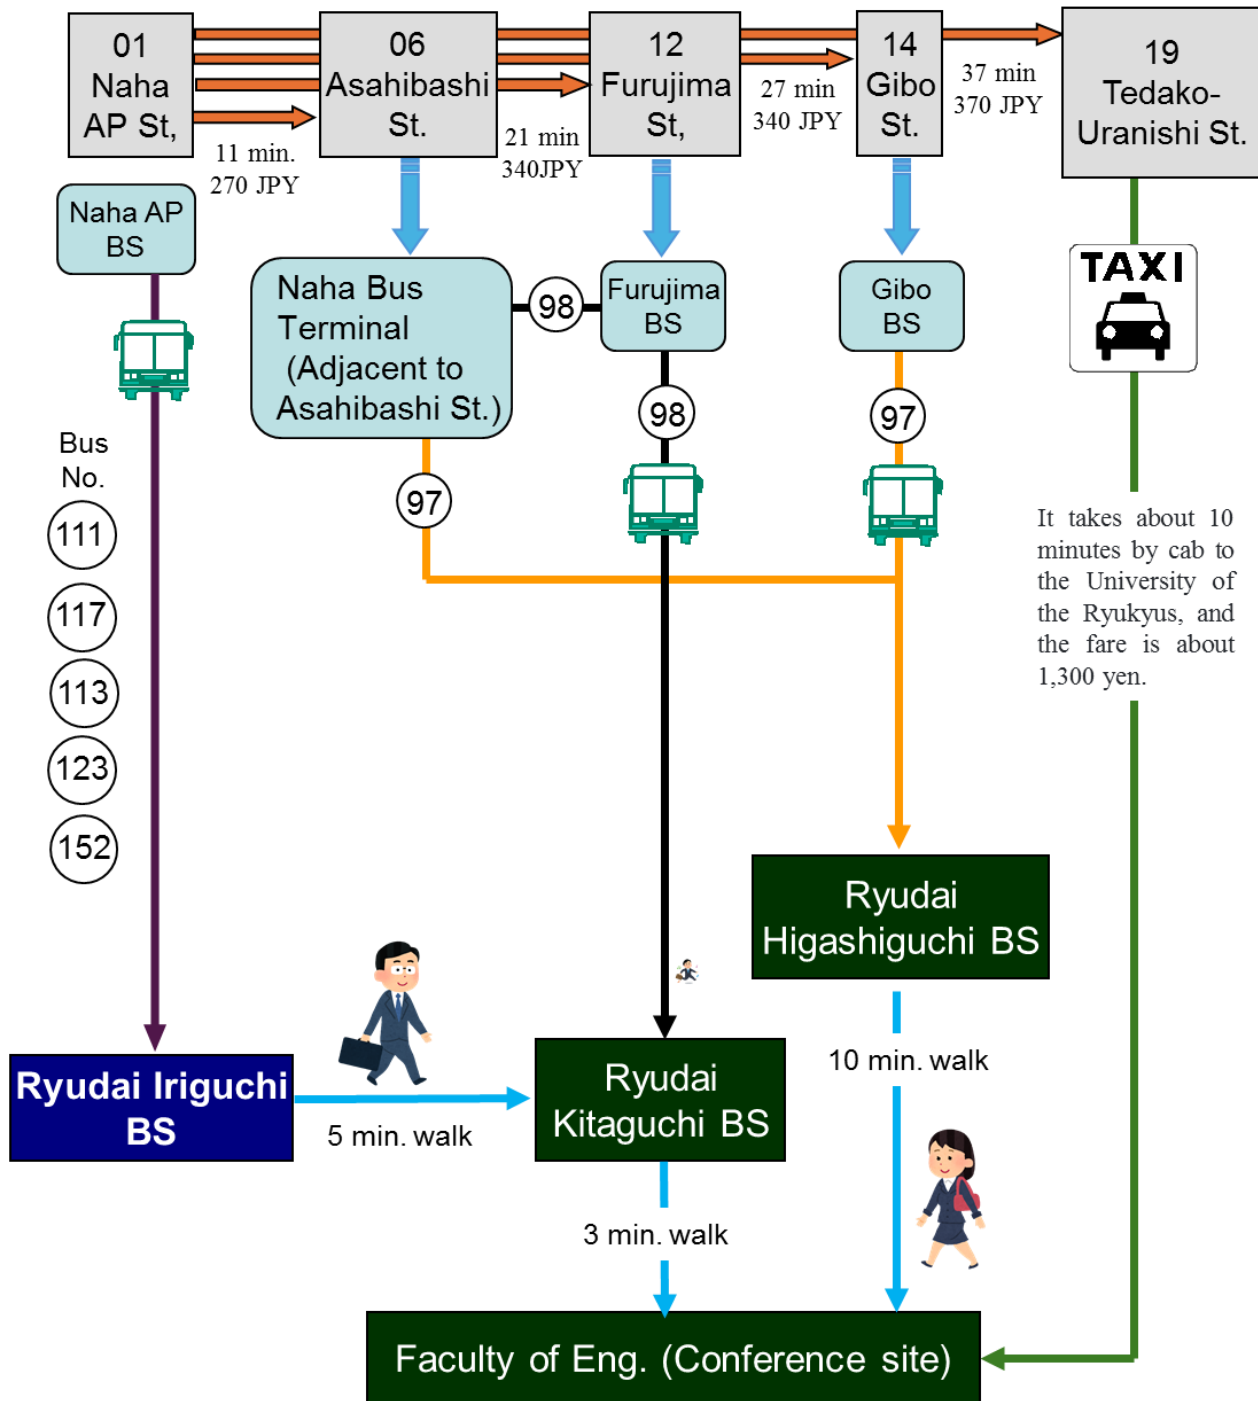 01
Naha
AP St,
06
Asahibashi
St.
12
Furujima
St,
14
Gibo
St.
19
Tedako-
Uranishi St.
11 min.
270 JPY
21 min
340JPY
27 min
340 JPY
37 min
370 JPY
Naha AP
BS
Naha Bus
Terminal
(Adjacent to
Asahibashi St.)
98
Furujima
BS
Gibo
BS
TAXI
98
97
97
Bus
No.
111
117
113
123
152
It takes about 10
minutes by cab to
the University of
the Ryukyus, and
the fare is about
1,300 yen.
Ryudai
Higashiguchi BS
Ryudai Iriguchi
BS
5 min. walk
Ryudai
Kitaguchi BS
10 min. walk
3 min. walk
Faculty of Eng. (Conference site)